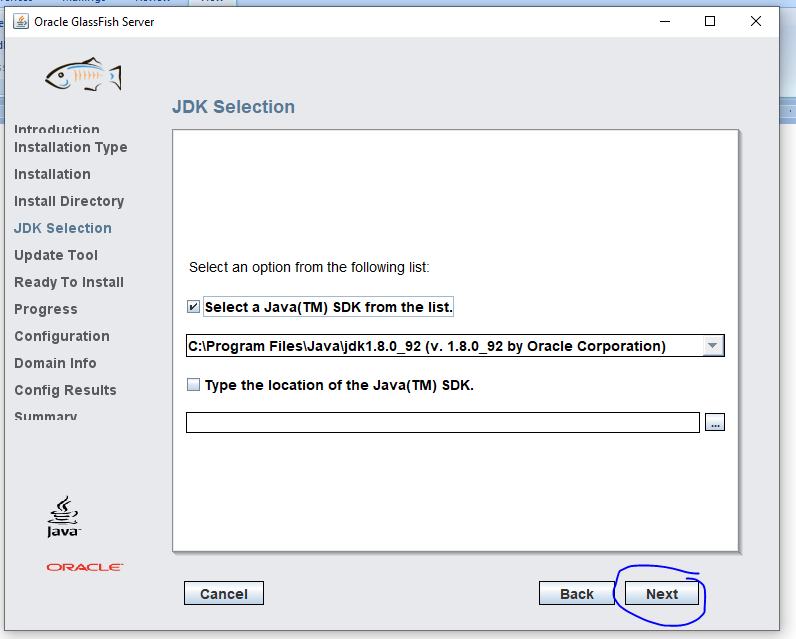 Oracle GlassFish Server
JDK Selection
Introduction
Installation Type
Installation
Install Directory
JDK Selection
Update Tool
Ready To Install
Progress
Configuration
Domain Info
Config Results
Summary
Select an option from the following list:
Select a Java(TM) SDK from the list.
C:\Program Files\Java\jdk1.8.0_92 (v. 1.8.0_92 by Oracle Corporation)
Type the location of the Java(TM) SDK.
...
Java
ORACLE
Cancel
Back
Next